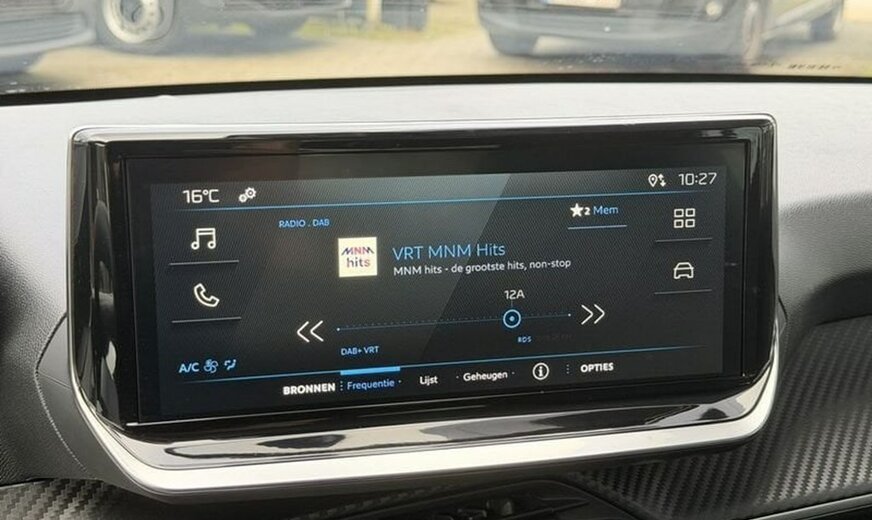 16°C
10:27
RADIO . DAB
★2 Mem
MNM
hits
VRT MNM Hits
MNM hits - de grootste hits, non-stop
12A
RDS
DAB+ VRT
A/C
BRONNEN Frequentie Lijst Geheugen OPTIES